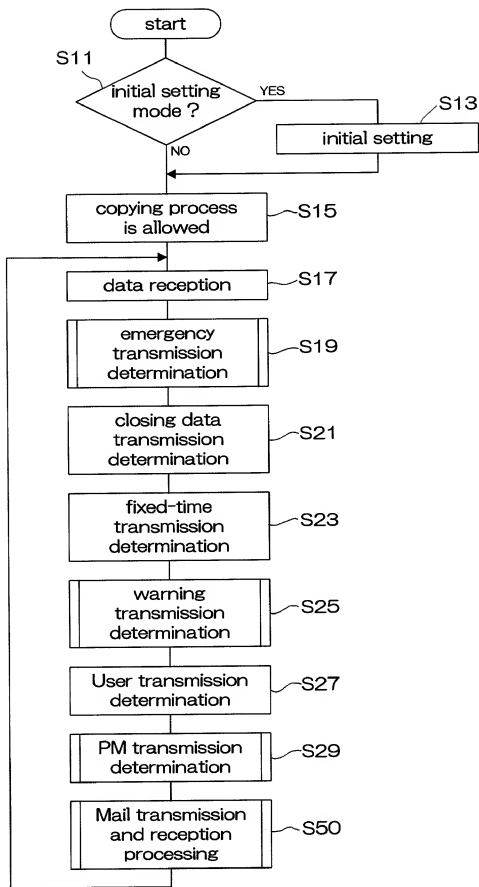 start
S11
initial setting
mode ?
YES
S13
initial setting
NO
copying process
is allowed
S15
data reception
S17
emergency
transmission
determination
S19
closing data
transmission
determination
S21
fixed-time
transmission
determination
S23
warning
transmission
determination
S25
User transmission
determination
S27
PM transmission
determination
S29
Mail transmission
and reception
processing
S50